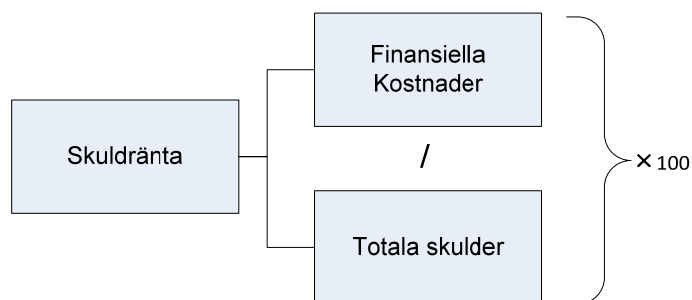 Finansiella
Kostnader
Skuldränta
/
× 100
Totala skulder